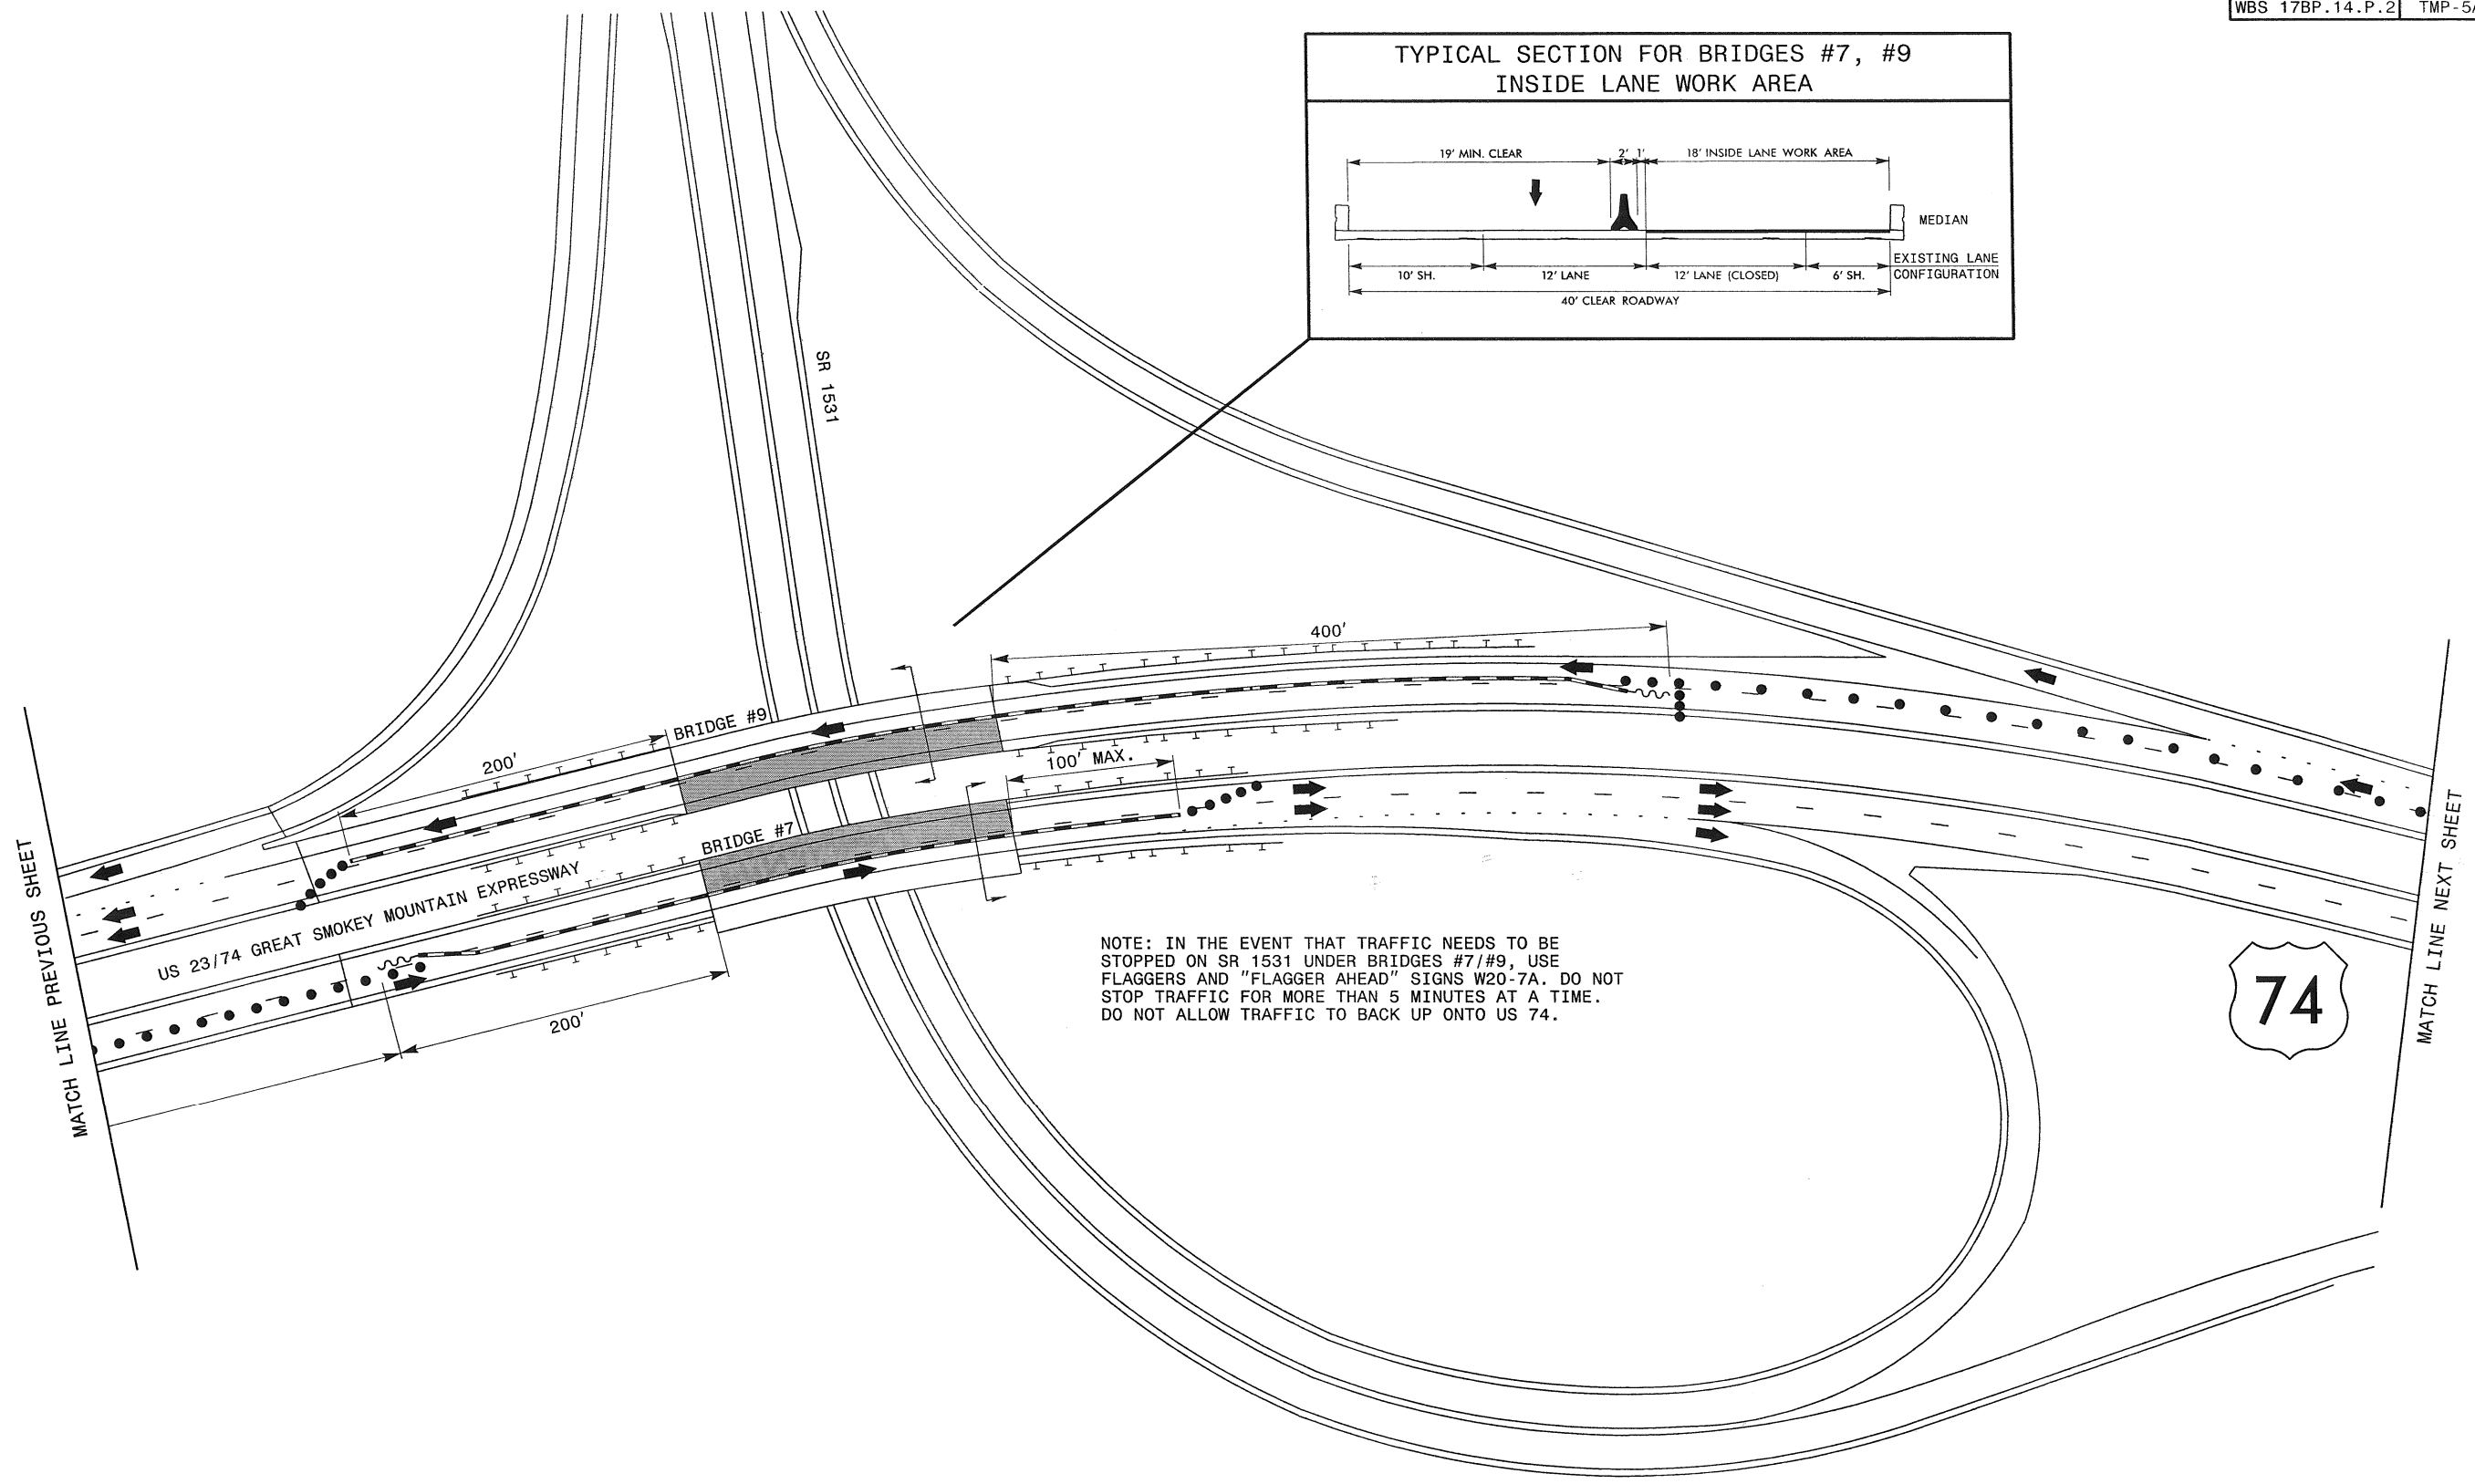 WBS 17BP.14.P.2 TMP-5A
TYPICAL SECTION FOR BRIDGES #7, #9
INSIDE LANE WORK AREA
19' MIN. CLEAR 2' 1' 18' INSIDE LANE WORK AREA
MEDIAN
10' SH. 12' LANE 12' LANE (CLOSED) 6' SH.
EXISTING LANE
CONFIGURATION
40' CLEAR ROADWAY
SR 1531
400'
BRIDGE #9
200'
100' MAX.
BRIDGE #7
US 23/74 GREAT SMOKEY MOUNTAIN EXPRESSWAY
200'
MATCH LINE PREVIOUS SHEET
NOTE: IN THE EVENT THAT TRAFFIC NEEDS TO BE
STOPPED ON SR 1531 UNDER BRIDGES #7/#9, USE
FLAGGERS AND "FLAGGER AHEAD" SIGNS W20-7A. DO NOT
STOP TRAFFIC FOR MORE THAN 5 MINUTES AT A TIME.
DO NOT ALLOW TRAFFIC TO BACK UP ONTO US 74.
74
MATCH LINE NEXT SHEET